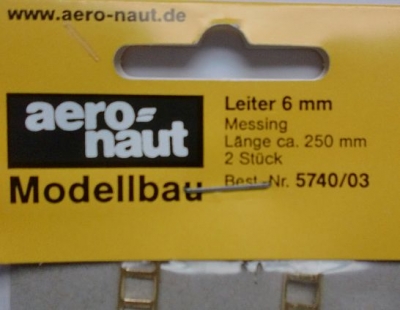 www.aero-naut.de
aero=
naut
Modellbau
Leiter 6 mm
Messing
Länge ca. 250 mm
2 Stück
Best.-Nr. 5740/03